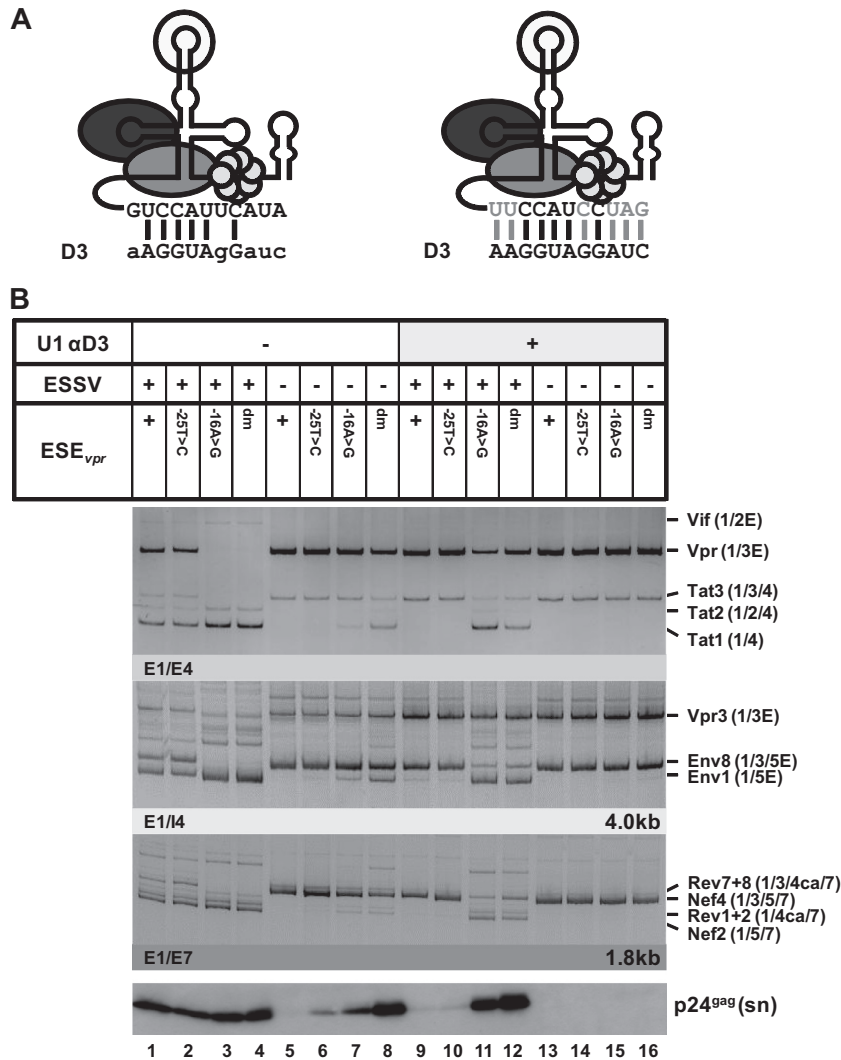 A
GUCCAUUCAUA
D3 aAGGUAgGauc
UUCCAUCCUAG
D3 AAGGUAGGAUC
B
U1 αD3 - +
ESSV + + + + - - - - + + + + - - - -
ESEvpr + -25T>C -16A>G dm + -25T>C -16A>G dm + -25T>C -16A>G dm + -25T>C -16A>G dm
Vif (1/2E)
Vpr (1/3E)
Tat3 (1/3/4)
Tat2 (1/2/4)
Tat1 (1/4)
E1/E4
Vpr3 (1/3E)
Env8 (1/3/5E)
Env1 (1/5E)
E1/I4 4.0kb
Rev7+8 (1/3/4ca/7)
Nef4 (1/3/5/7)
Rev1+2 (1/4ca/7)
Nef2 (1/5/7)
E1/E7 1.8kb
p24gag (sn)
1 2 3 4 5 6 7 8 9 10 11 12 13 14 15 16